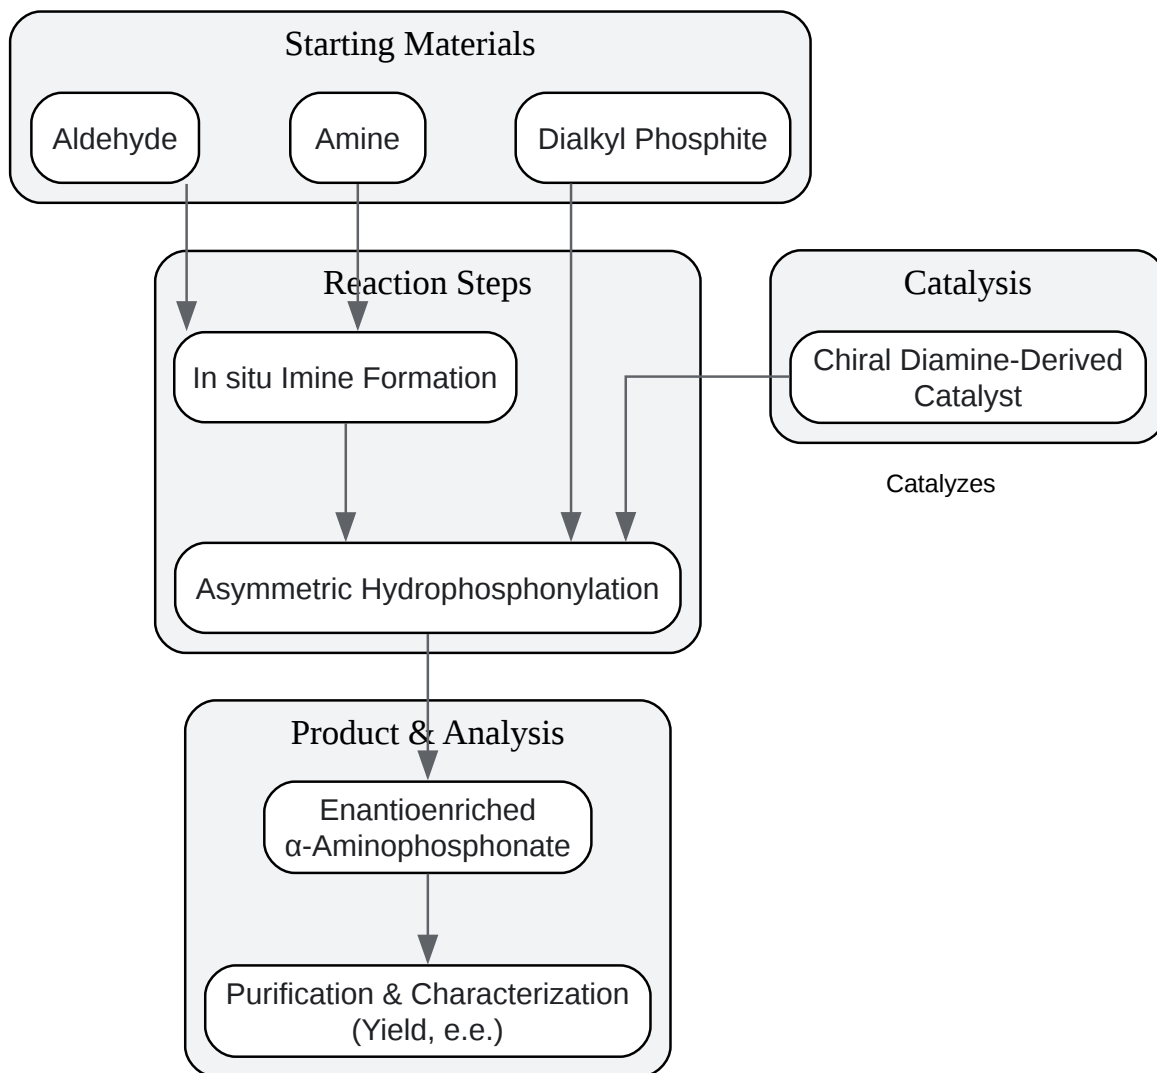 Starting Materials
Aldehyde
Amine
Dialkyl Phosphite
Reaction Steps
Catalysis
In situ Imine Formation
Chiral Diamine-Derived
Catalyst
Catalyzes
Asymmetric Hydrophosphonylation
Product & Analysis
Enantioenriched
α-Aminophosphonate
Purification & Characterization
(Yield, e.e.)